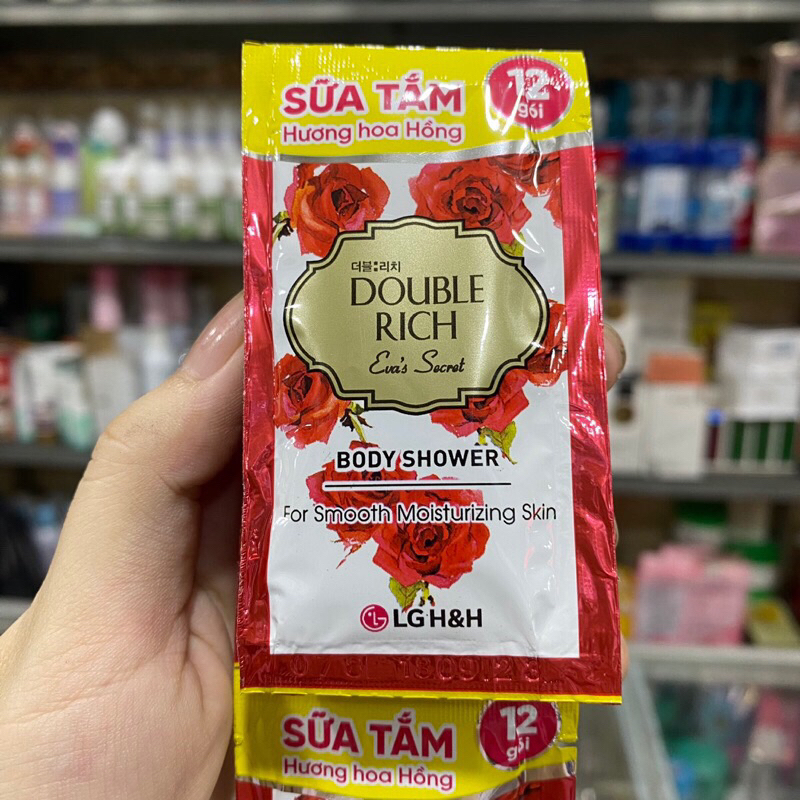 SỮA TẮM
Hương hoa Hồng
12
gói
더블리치
DOUBLE
RICH
Eva's Secret
BODY SHOWER
For Smooth Moisturizing Skin
LG H&H
SỮA TẮM
Hương hoa Hồng
12
gói